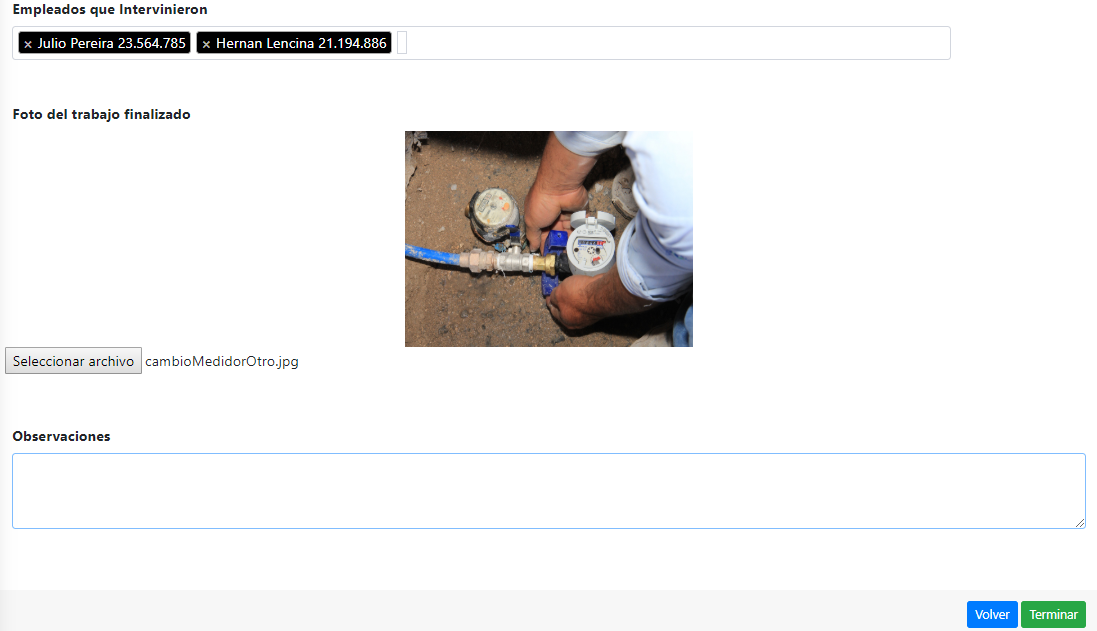 Empleados que Intervinieron
× Julio Pereira 23.564.785 × Hernan Lencina 21.194.886
Foto del trabajo finalizado
Seleccionar archivo cambioMedidorOtro.jpg
Observaciones
Volver Terminar